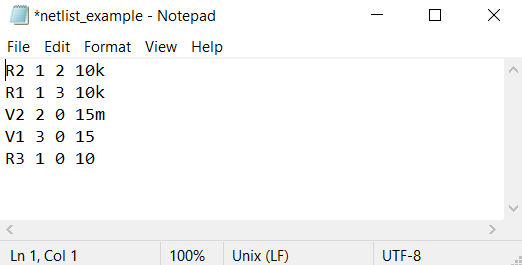 *netlist_example - Notepad
File Edit Format View Help
R2 1 2 10k
R1 1 3 10k
V2 2 0 15m
V1 3 0 15
R3 1 0 10
Ln 1, Col 1 100% Unix (LF) UTF-8